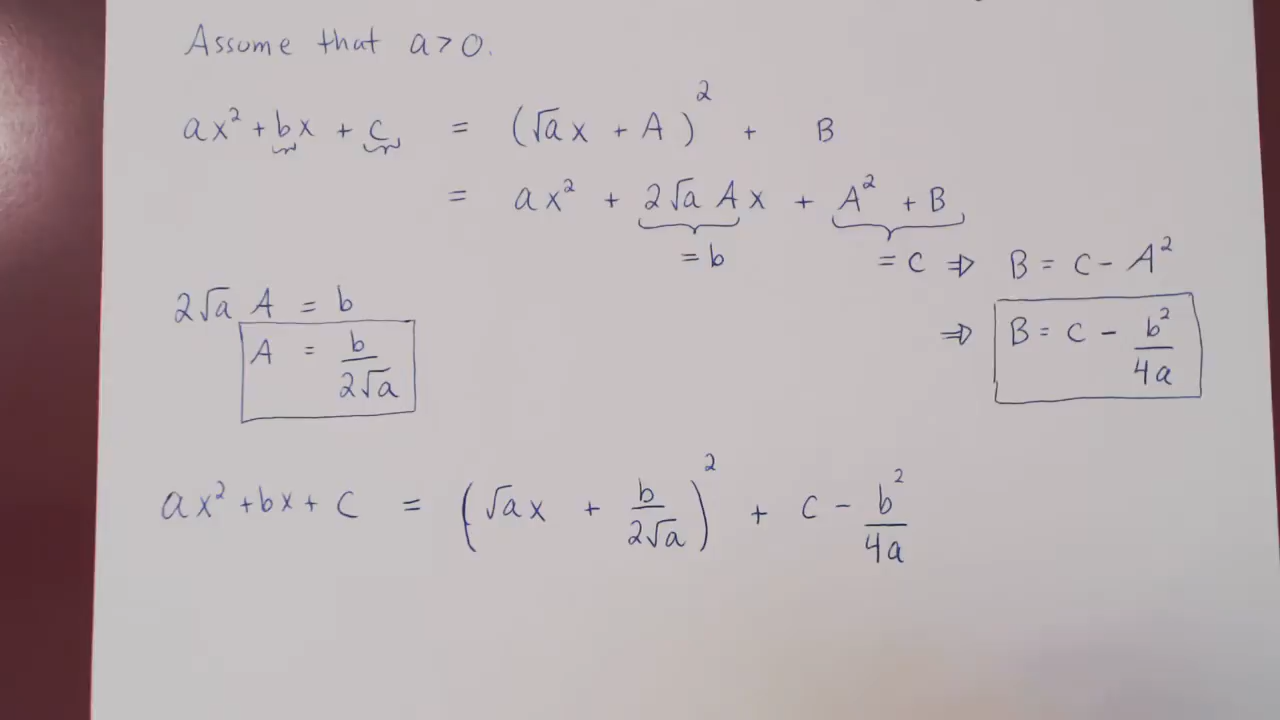 Assume that a > 0.
ax² + bx + c = (√a x + A)² + B
= ax² + 2√a A x + A² + B
= b = c ⇒ B = c - A²
2√a A = b
⇒ B = c - b²/4a
A = b/2√a
ax² + bx + c = (√a x + b/2√a)² + c - b²/4a